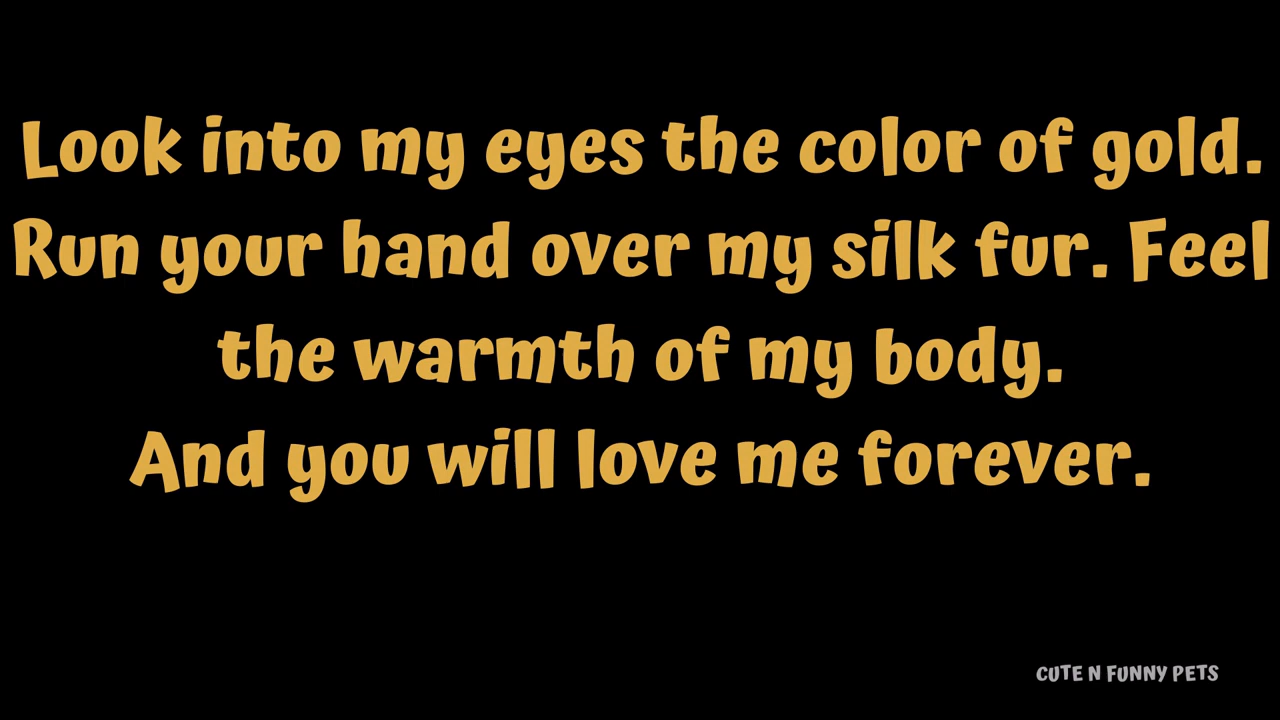 Look into my eyes the color of gold.
Run your hand over my silk fur. Feel
the warmth of my body.
And you will love me forever.
CUTE N FUNNY PETS